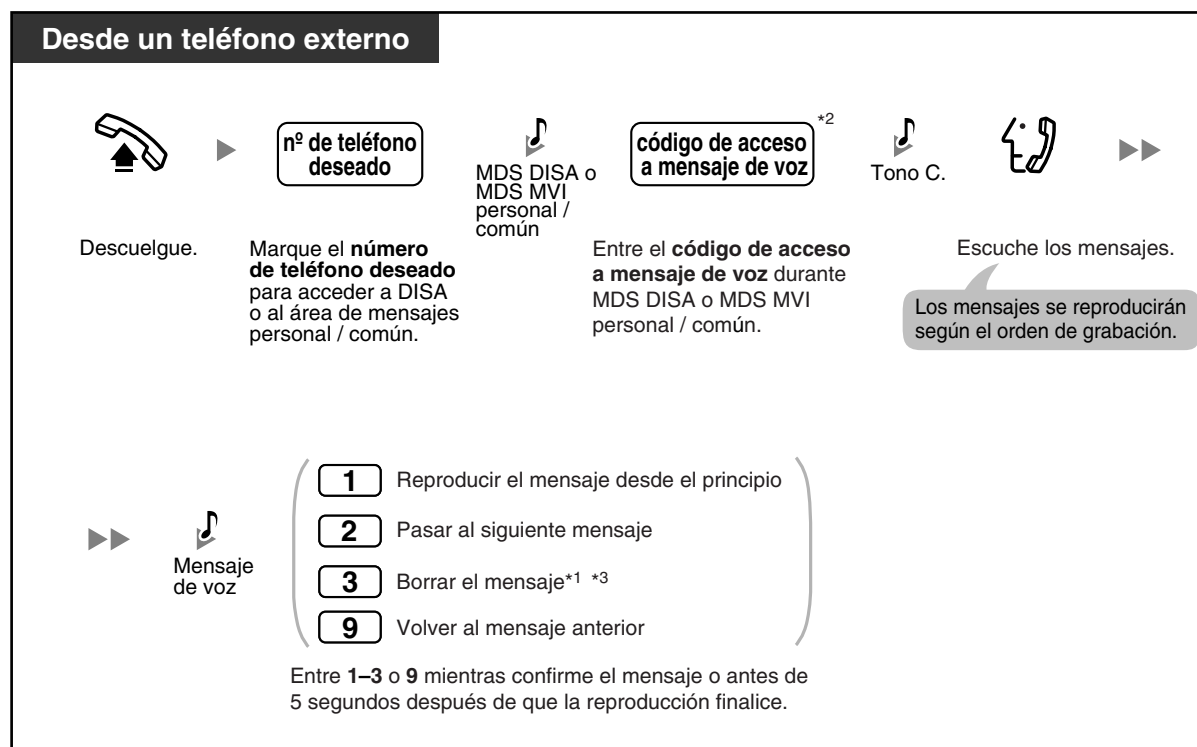 Desde un teléfono externo
nº de teléfono
deseado
MDS DISA o
MDS MVI
personal /
común
código de acceso
a mensaje de voz
*2
Tono C.
Descuelgue.
Marque el número
de teléfono deseado
para acceder a DISA
o al área de mensajes
personal / común.
Entre el código de acceso
a mensaje de voz durante
MDS DISA o MDS MVI
personal / común.
Escuche los mensajes.
Los mensajes se reproducirán
según el orden de grabación.
Mensaje
de voz
1 Reproducir el mensaje desde el principio
2 Pasar al siguiente mensaje
3 Borrar el mensaje*1 *3
9 Volver al mensaje anterior
Entre 1–3 o 9 mientras confirme el mensaje o antes de
5 segundos después de que la reproducción finalice.